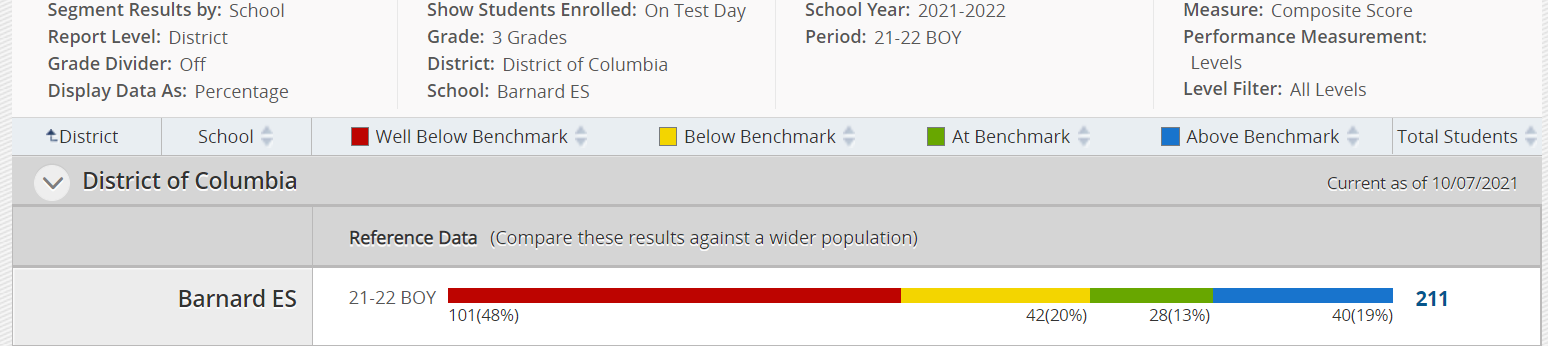 Segment Results by: School
Report Level: District
Grade Divider: Off
Display Data As: Percentage
Show Students Enrolled: On Test Day
Grade: 3 Grades
District: District of Columbia
School: Barnard ES
School Year: 2021-2022
Period: 21-22 BOY
Measure: Composite Score
Performance Measurement:
Levels
Level Filter: All Levels
District School Well Below Benchmark Below Benchmark At Benchmark Above Benchmark Total Students
District of Columbia Current as of 10/07/2021
Reference Data (Compare these results against a wider population)
Barnard ES 21-22 BOY 211
101(48%) 42(20%) 28(13%) 40(19%)